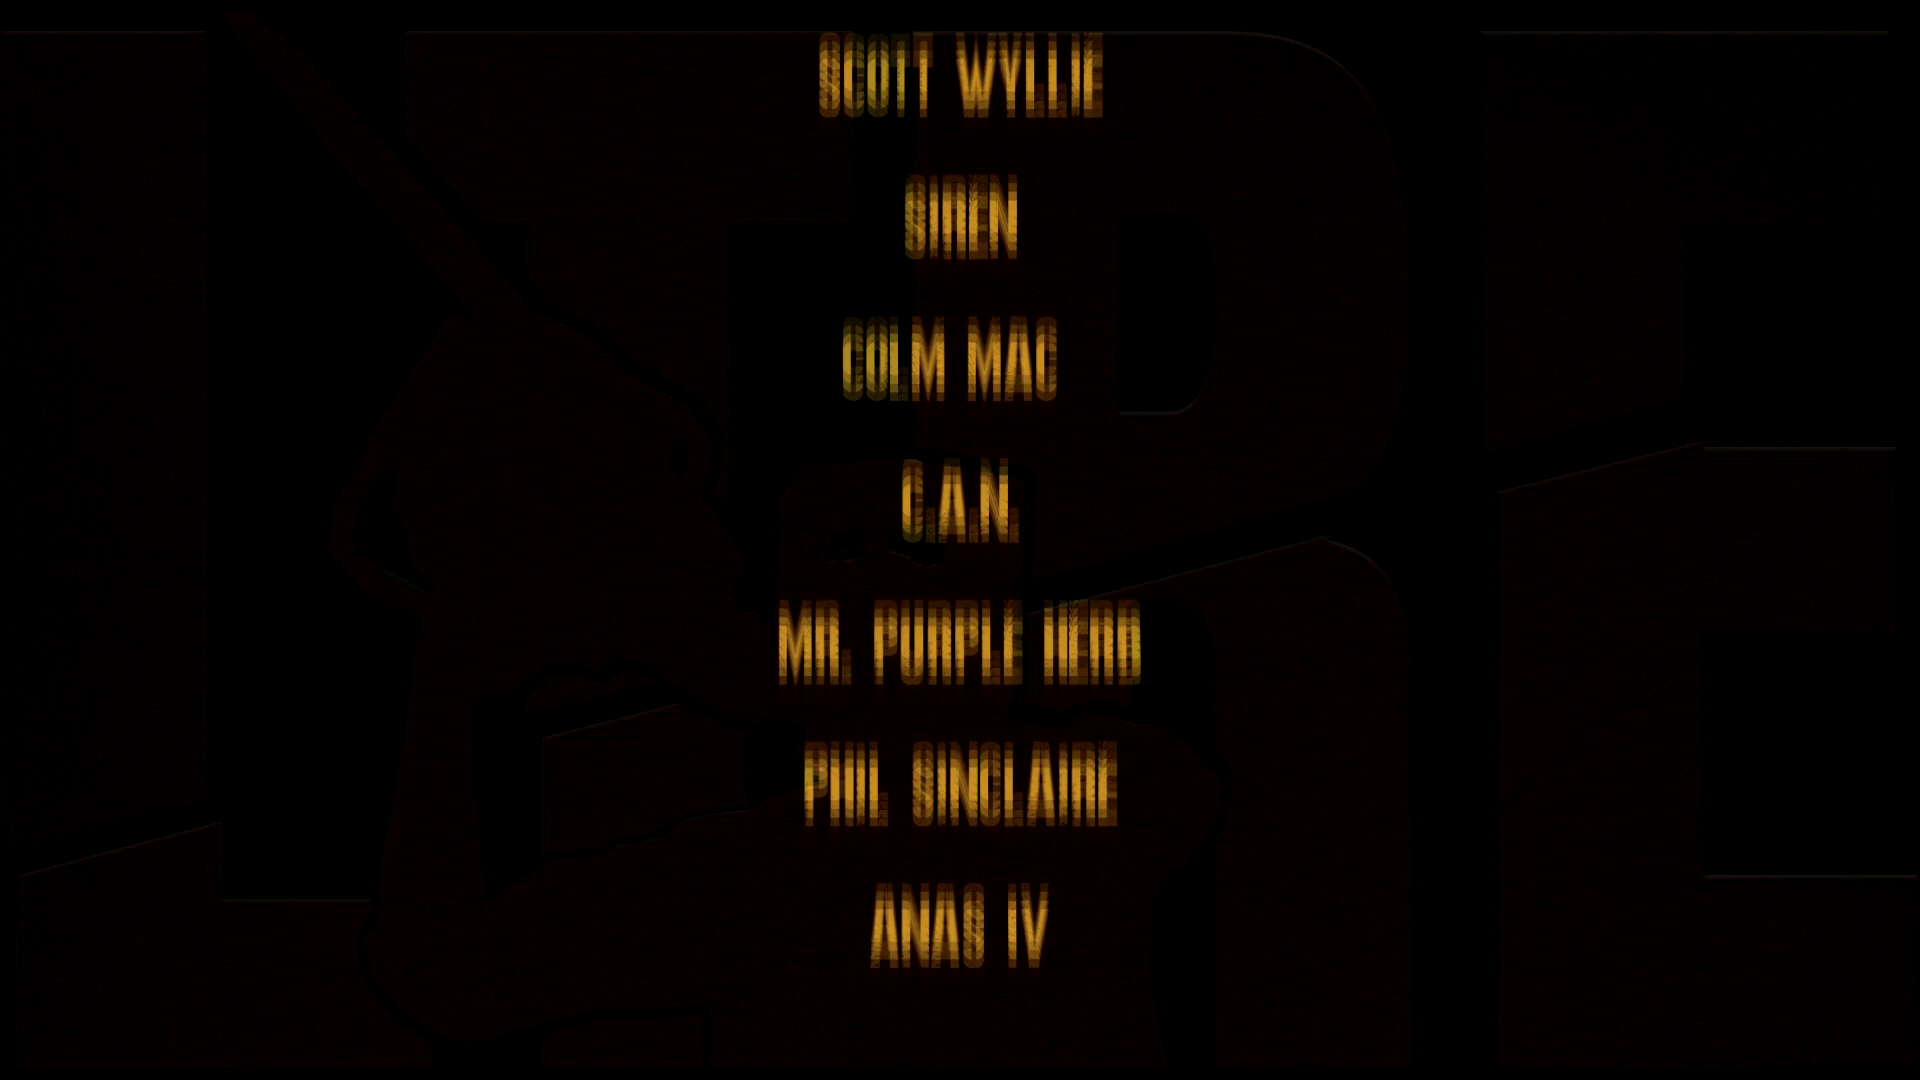 SCOTT WYLLIE
SIREN
COLM MAC
C.A.N.
MR. PURPLE HERB
PHIL SINCLAIRE
ANAS IV